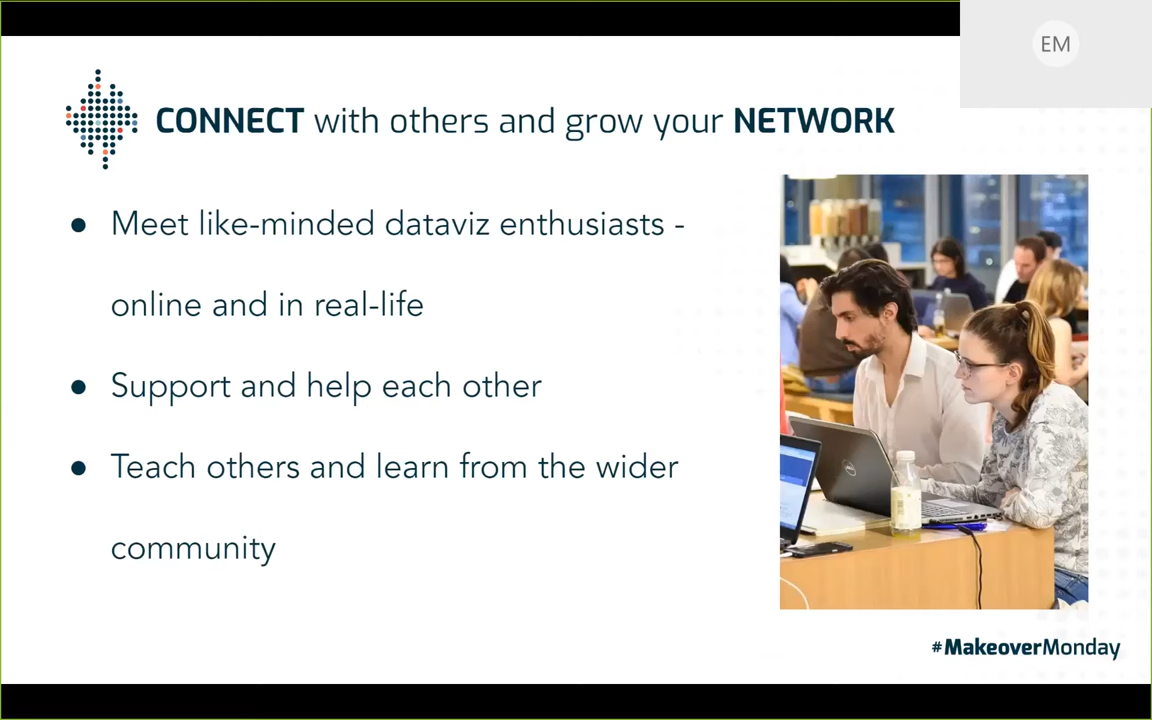 EM
CONNECT with others and grow your NETWORK
● Meet like-minded dataviz enthusiasts -
online and in real-life
● Support and help each other
● Teach others and learn from the wider
community
DELL
#MakeoverMonday